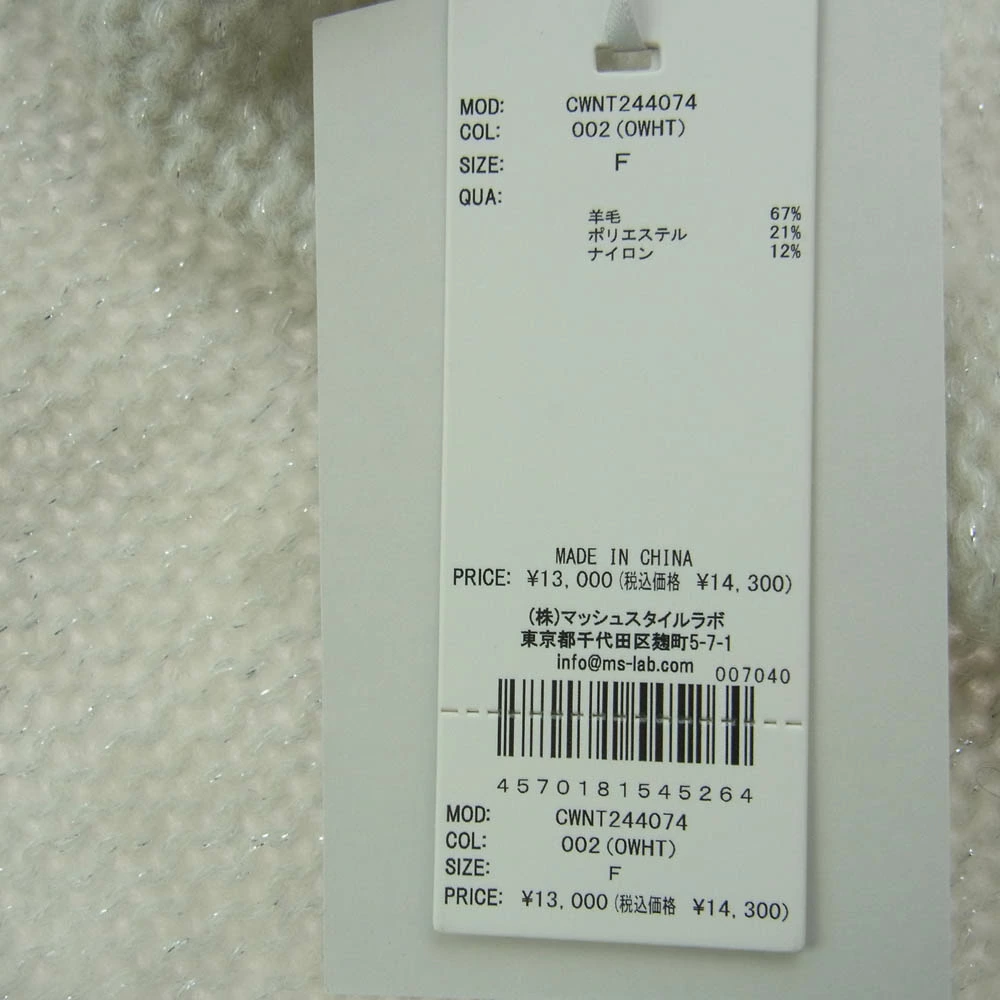 MOD: CWNT244074
COL: 002(OWHT)
SIZE: F
QUA:
羊毛 67%
ポリエステル 21%
ナイロン 12%
MADE IN CHINA
PRICE: ¥13,000(税込価格 ¥14,300)
(株)マッシュスタイルラボ
東京都千代田区麹町5-7-1
info@ms-lab.com 007040
4570181545264
MOD: CWNT244074
COL: 002(OWHT)
SIZE: F
PRICE: ¥13,000(税込価格 ¥14,300)